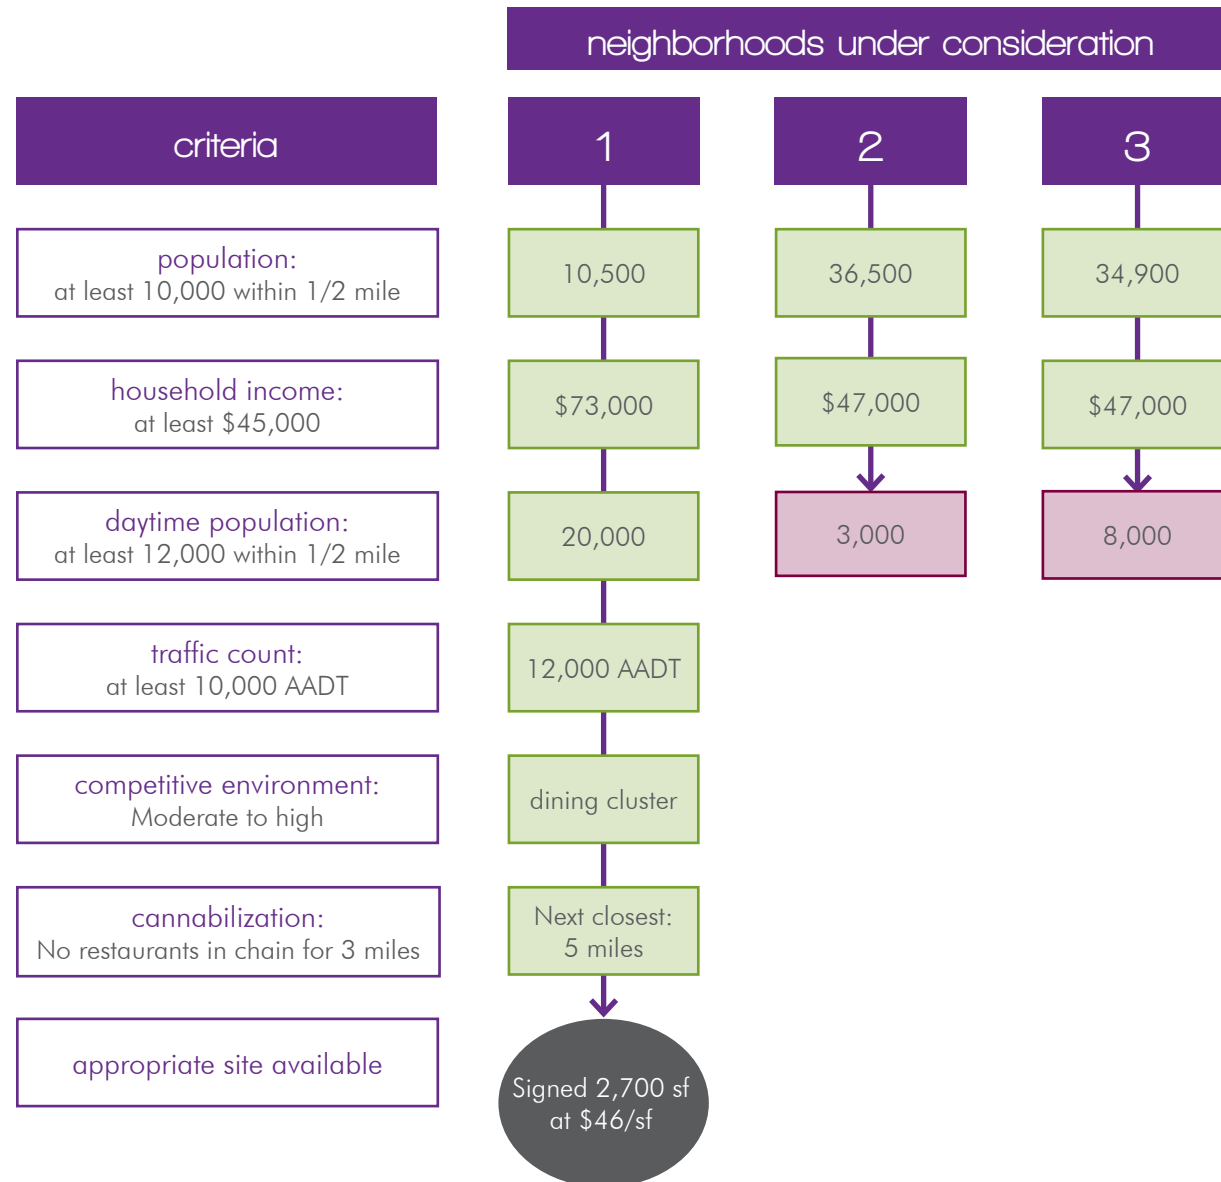 neighborhoods under consideration
criteria
1
2
3
population:
at least 10,000 within 1/2 mile
10,500
36,500
34,900
household income:
at least $45,000
$73,000
$47,000
$47,000
daytime population:
at least 12,000 within 1/2 mile
20,000
3,000
8,000
traffic count:
at least 10,000 AADT
12,000 AADT
competitive environment:
Moderate to high
dining cluster
cannabilization:
No restaurants in chain for 3 miles
Next closest:
5 miles
appropriate site available
Signed 2,700 sf
at $46/sf